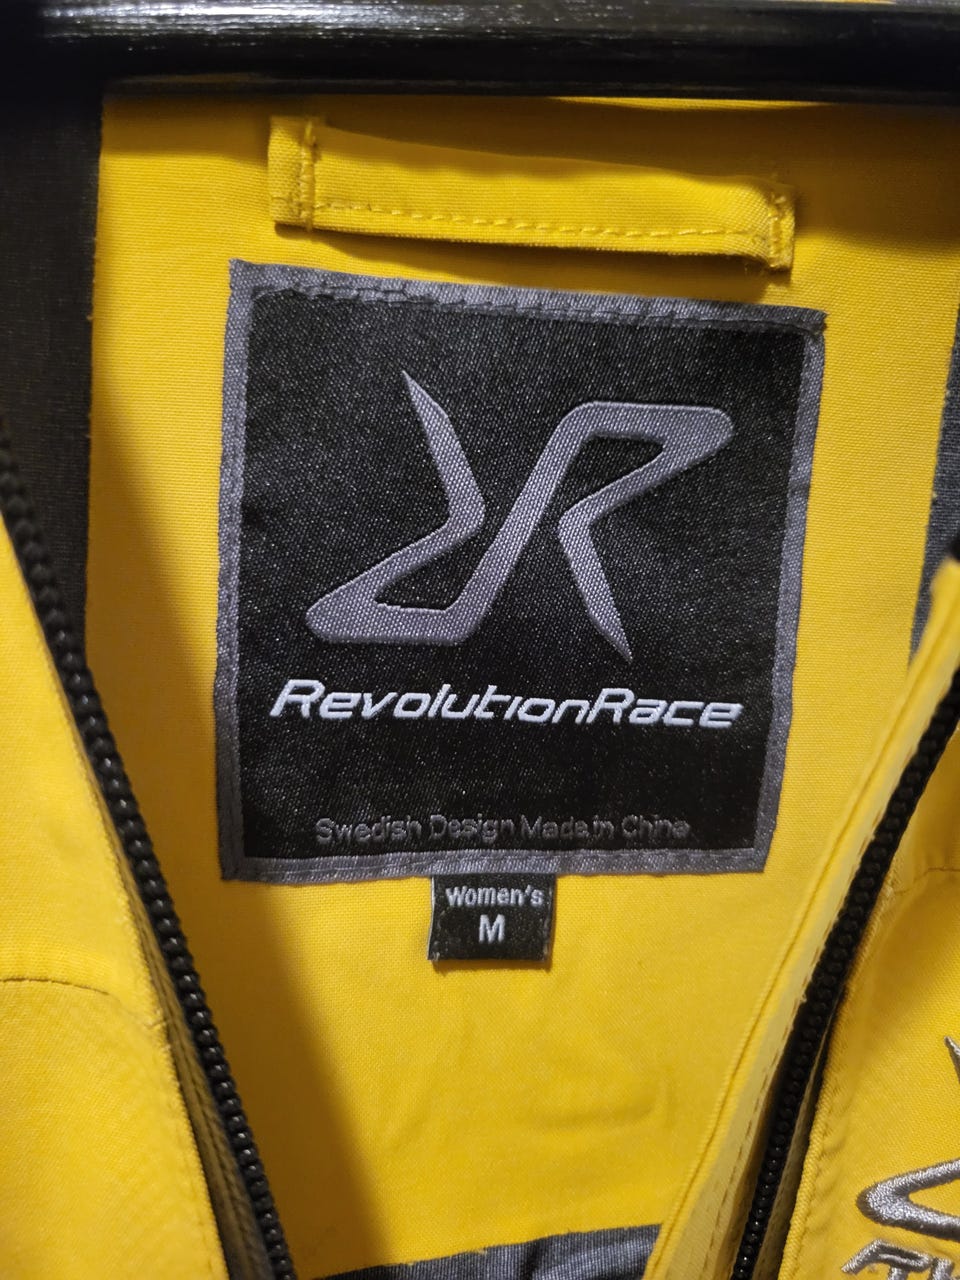 RevolutionRace
Swedish Design Made in China
Women's
M